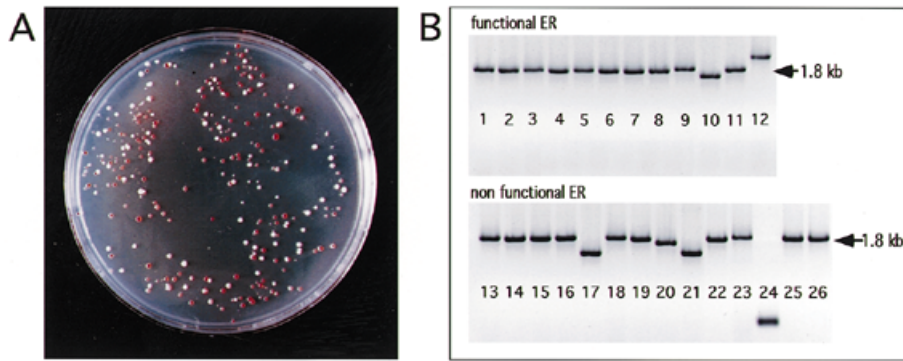 A
B
functional ER
1.8 kb
1 2 3 4 5 6 7 8 9 10 11 12
non functional ER
1.8 kb
13 14 15 16 17 18 19 20 21 22 23 24 25 26